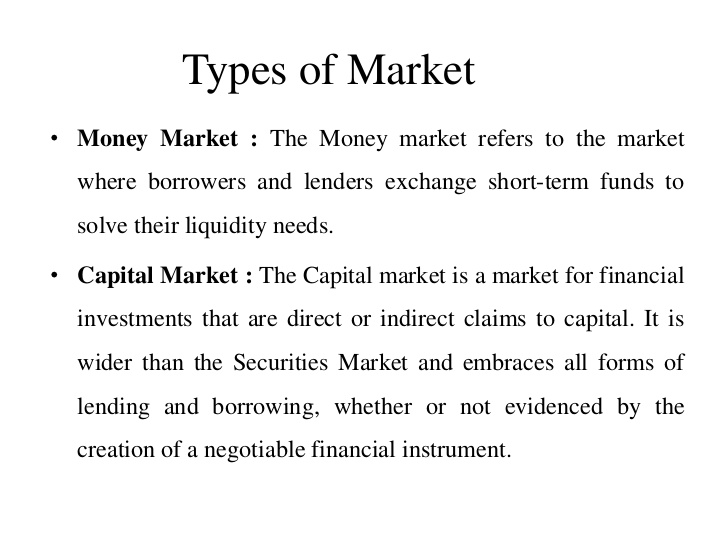 Types of Market
• Money Market : The Money market refers to the market
where borrowers and lenders exchange short-term funds to
solve their liquidity needs.
• Capital Market : The Capital market is a market for financial
investments that are direct or indirect claims to capital. It is
wider than the Securities Market and embraces all forms of
lending and borrowing, whether or not evidenced by the
creation of a negotiable financial instrument.